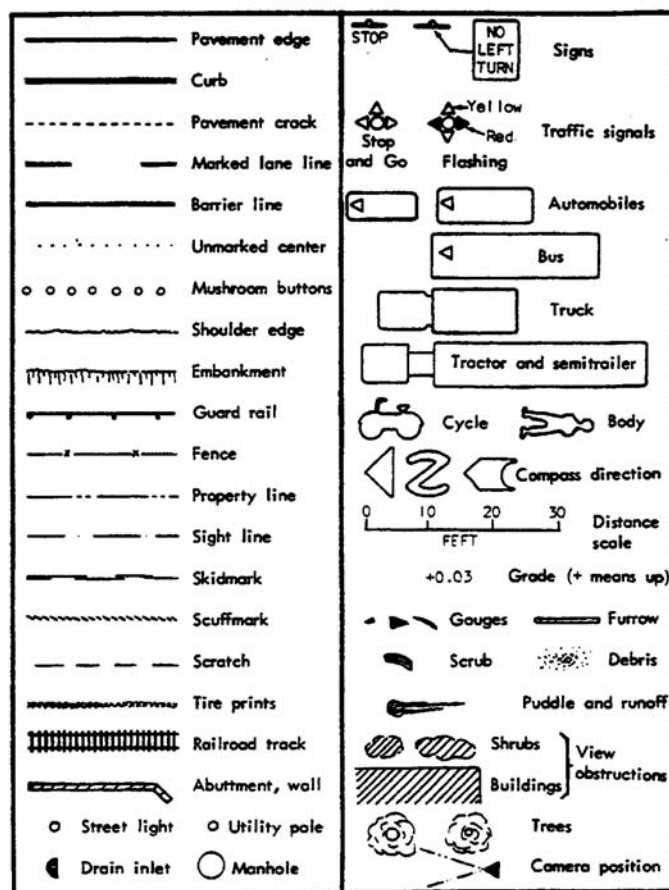 Pavement edge
Curb
Pavement crack
Marked lane line
Barrier line
Unmarked center
Mushroom buttons
Shoulder edge
Embankment
Guard rail
Fence
Property line
Sight line
Skidmark
Scuffmark
Scratch
Tire prints
Railroad track
Abuttment, wall
Street light Utility pole
Drain inlet Manhole
STOP
NO
LEFT
TURN
Signs
Yellow
Red
Stop
and Go
Flashing
Traffic signals
Automobiles
Bus
Truck
Tractor and semitrailer
Cycle Body
Compass direction
0 10 20 30
FEFT
Distance
scale
+0.03 Grade (+ means up)
Gouges Furrow
Scrub Debris
Puddle and runoff
Shrubs
Buildings
View
obstructions
Trees
Camera position